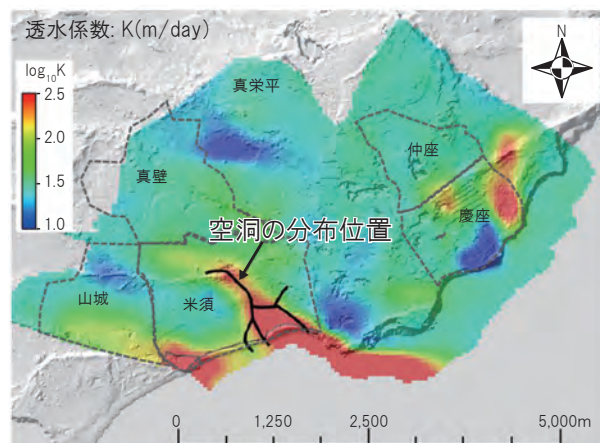 透水係数: K(m/day)
log₁₀K
2.5
2.0
1.5
1.0
N
真栄平
仲座
真壁
慶座
空洞の分布位置
山城
米須
0 1,250 2,500 5,000m